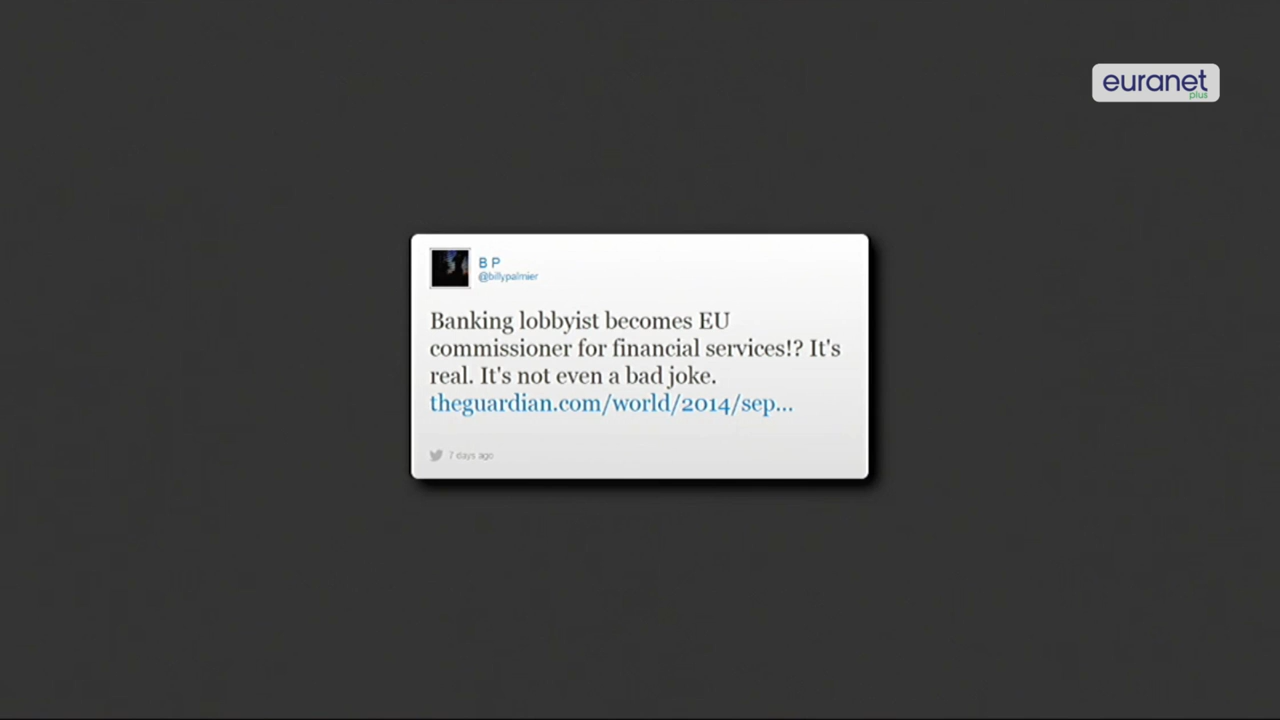 euranet
plus
B P
@billypalmier
Banking lobbyist becomes EU
commissioner for financial services!? It's
real. It's not even a bad joke.
theguardian.com/world/2014/sep...
7 days ago